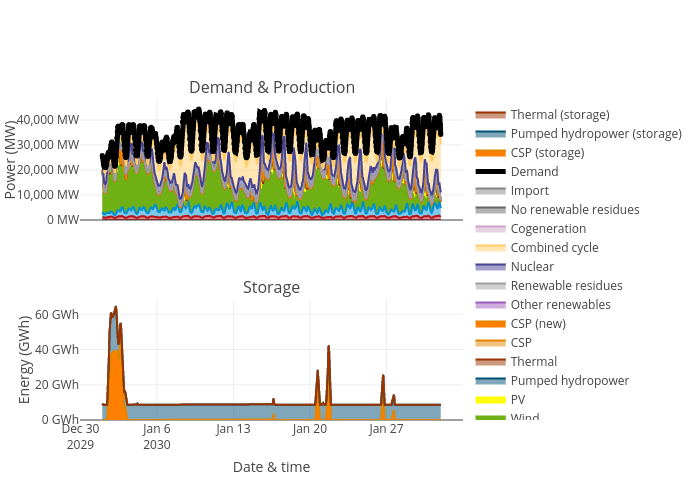 Demand & Production
Power (MW)
40,000 MW
30,000 MW
20,000 MW
10,000 MW
0 MW
Storage
Energy (GWh)
60 GWh
40 GWh
20 GWh
0 GWh
Dec 30
2029
Jan 6
2030
Jan 13
Jan 20
Jan 27
Date & time
Thermal (storage)
Pumped hydropower (storage)
CSP (storage)
Demand
Import
No renewable residues
Cogeneration
Combined cycle
Nuclear
Renewable residues
Other renewables
CSP (new)
CSP
Thermal
Pumped hydropower
PV
Wind